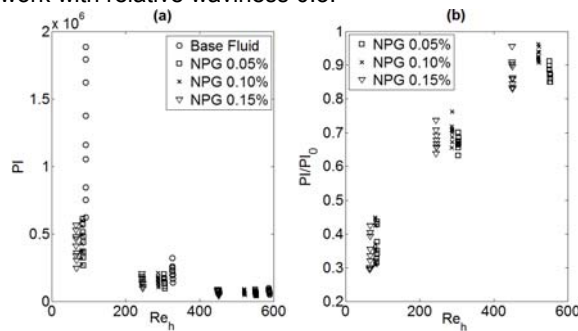 work with relative waviness 0.3.
(a)
(b)
2 x 10^6
1.5
1
0.5
0
0 200 400 600
Re_h
PI
Base Fluid
NPG 0.05%
NPG 0.10%
NPG 0.15%
1
0.9
0.8
0.7
0.6
0.5
0.4
0.3
0.2
0 200 400 600
Re_h
PI/PI_0
NPG 0.05%
NPG 0.10%
NPG 0.15%